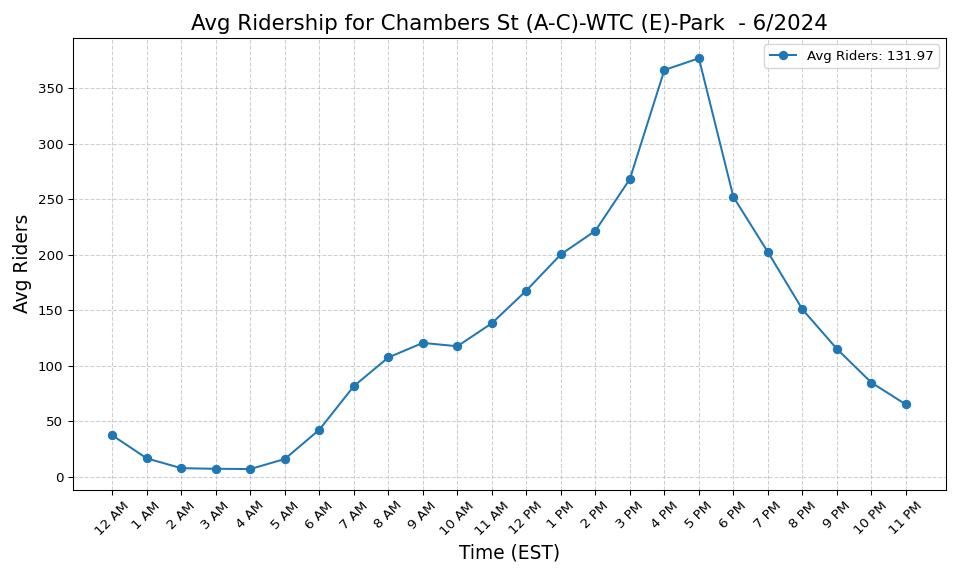 Avg Ridership for Chambers St (A-C)-WTC (E)-Park  - 6/2024
Avg Riders: 131.97
Avg Riders
350
300
250
200
150
100
50
0
12 AM
1 AM
2 AM
3 AM
4 AM
5 AM
6 AM
7 AM
8 AM
9 AM
10 AM
11 AM
12 PM
1 PM
2 PM
3 PM
4 PM
5 PM
6 PM
7 PM
8 PM
9 PM
10 PM
11 PM
Time (EST)